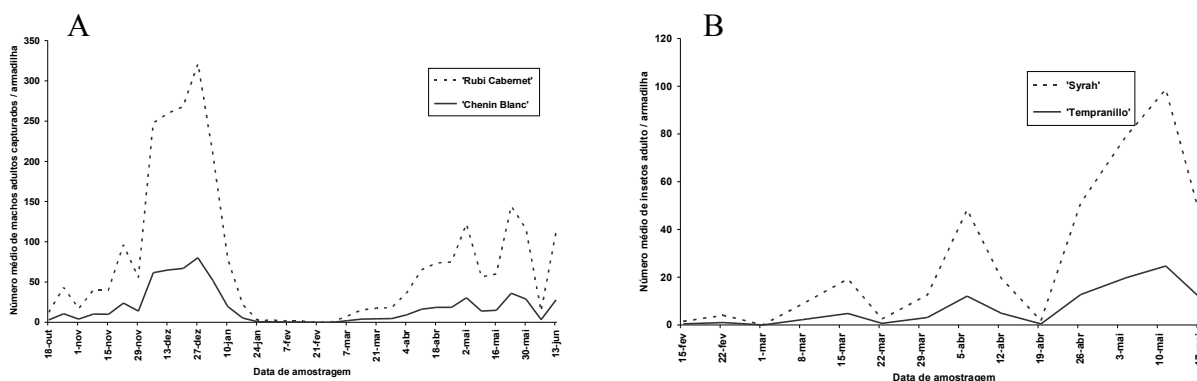 A
Número médio de machos adultos capturados / armadilha
350
300
250
200
150
100
50
0
'Rubi Cabernet'
'Chenin Blanc'
18-out
1-nov
15-nov
29-nov
13-dez
27-dez
10-jan
24-jan
7-fev
21-fev
7-mar
21-mar
4-abr
18-abr
2-mai
16-mai
30-mai
13-jun
Data de amostragem
B
Número médio de insetos adulto / armadilha
120
100
80
60
40
20
0
'Syrah'
'Tempranillo'
15-fev
22-fev
1-mar
8-mar
15-mar
22-mar
29-mar
5-abr
12-abr
19-abr
26-abr
3-mai
10-mai
Data de amostragem